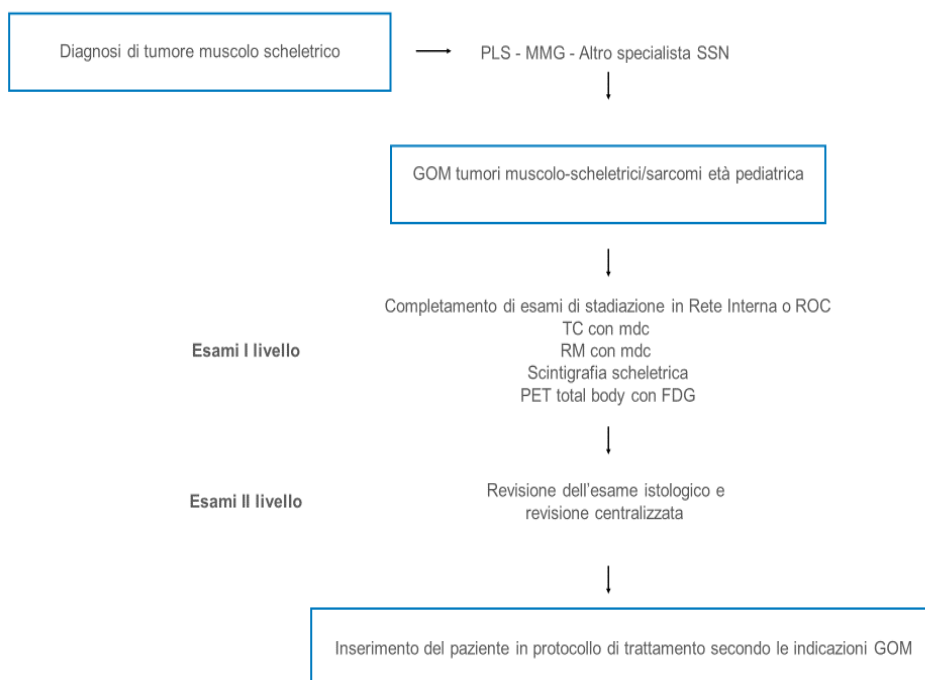 Diagnosi di tumore muscolo scheletrico
PLS - MMG - Altro specialista SSN
GOM tumori muscolo-scheletrici/sarcomi età pediatrica
Completamento di esami di stadiazione in Rete Interna o ROC
TC con mdc
Esami I livello
RM con mdc
Scintigrafia scheletrica
PET total body con FDG
Esami II livello
Revisione dell'esame istologico e
revisione centralizzata
Inserimento del paziente in protocollo di trattamento secondo le indicazioni GOM